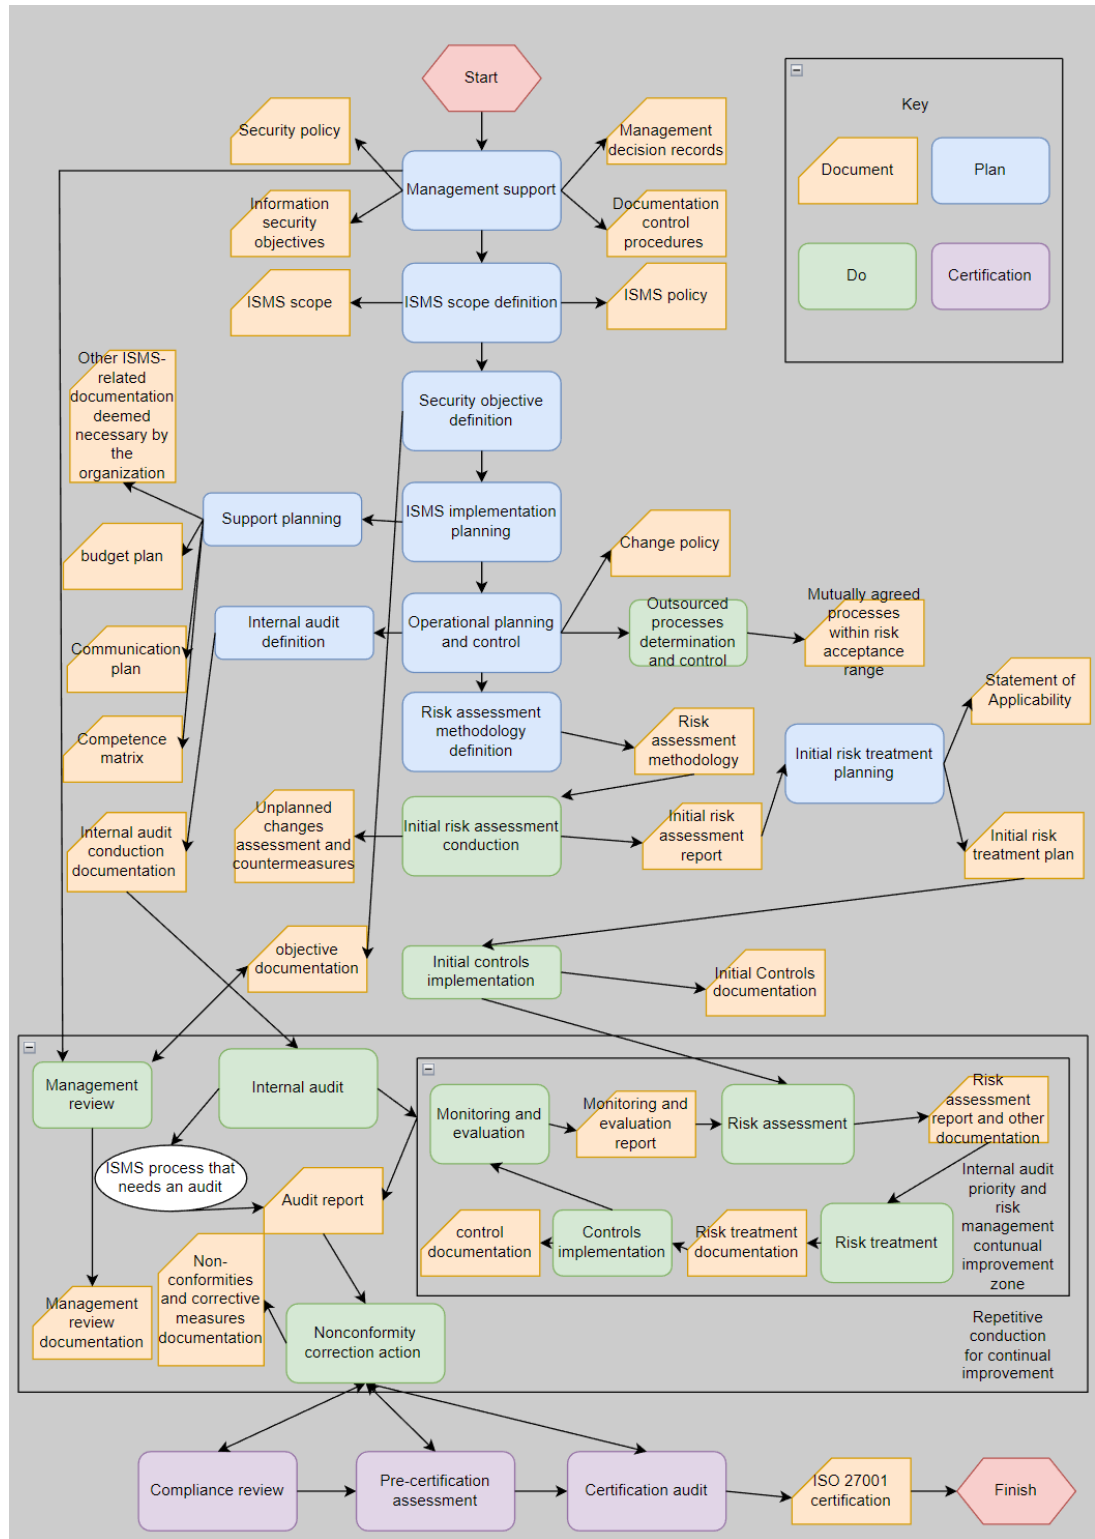 Start
Key
Security policy
Management
decision records
Document
Plan
Management support
Information
security
objectives
Documentation
control
procedures
Do
Certification
ISMS scope
ISMS scope definition
ISMS policy
Other ISMS-
related
documentation
deemed
necessary by
the
organization
Security objective
definition
Support planning
ISMS implementation
planning
Change policy
budget plan
Mutually agreed
processes
within risk
acceptance
range
Outsourced
processes
determination
and control
Internal audit
definition
Operational planning
and control
Communication
plan
Statement of
Applicability
Risk assessment
methodology
definition
Risk
assessment
methodology
Competence
matrix
Initial risk treatment
planning
Unplanned
changes
assessment and
countermeasures
Initial risk assessment
conduction
Initial risk
assessment
report
Internal audit
conduction
documentation
Initial risk
treatment plan
objective
documentation
Initial controls
implementation
Initial Controls
documentation
Management
review
Internal audit
Monitoring and
evaluation
Monitoring and
evaluation
report
Risk assessment
Risk
assessment
report and other
documentation
ISMS process that
needs an audit
Audit report
Internal audit
priority and
risk
management
contunual
improvement
zone
control
documentation
Controls
implementation
Risk treatment
documentation
Risk treatment
Non-
conformities
and corrective
measures
documentation
Management
review
documentation
Nonconformity
correction action
Repetitive
conduction
for continual
improvement
Compliance review
Pre-certification
assessment
Certification audit
ISO 27001
certification
Finish